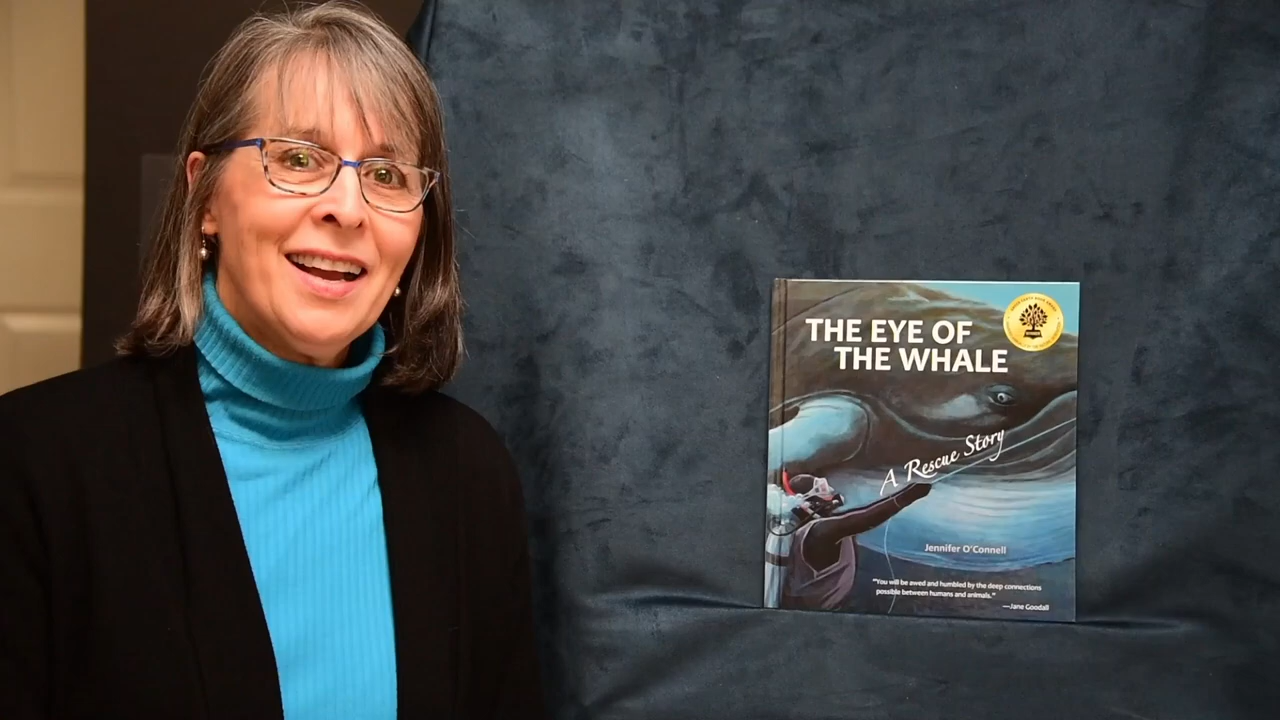 THE EYE OF
THE WHALE
A Rescue Story
Jennifer O'Connell
"You will be awed and humbled by the deep connections
possible between humans and animals."
—Jane Goodall